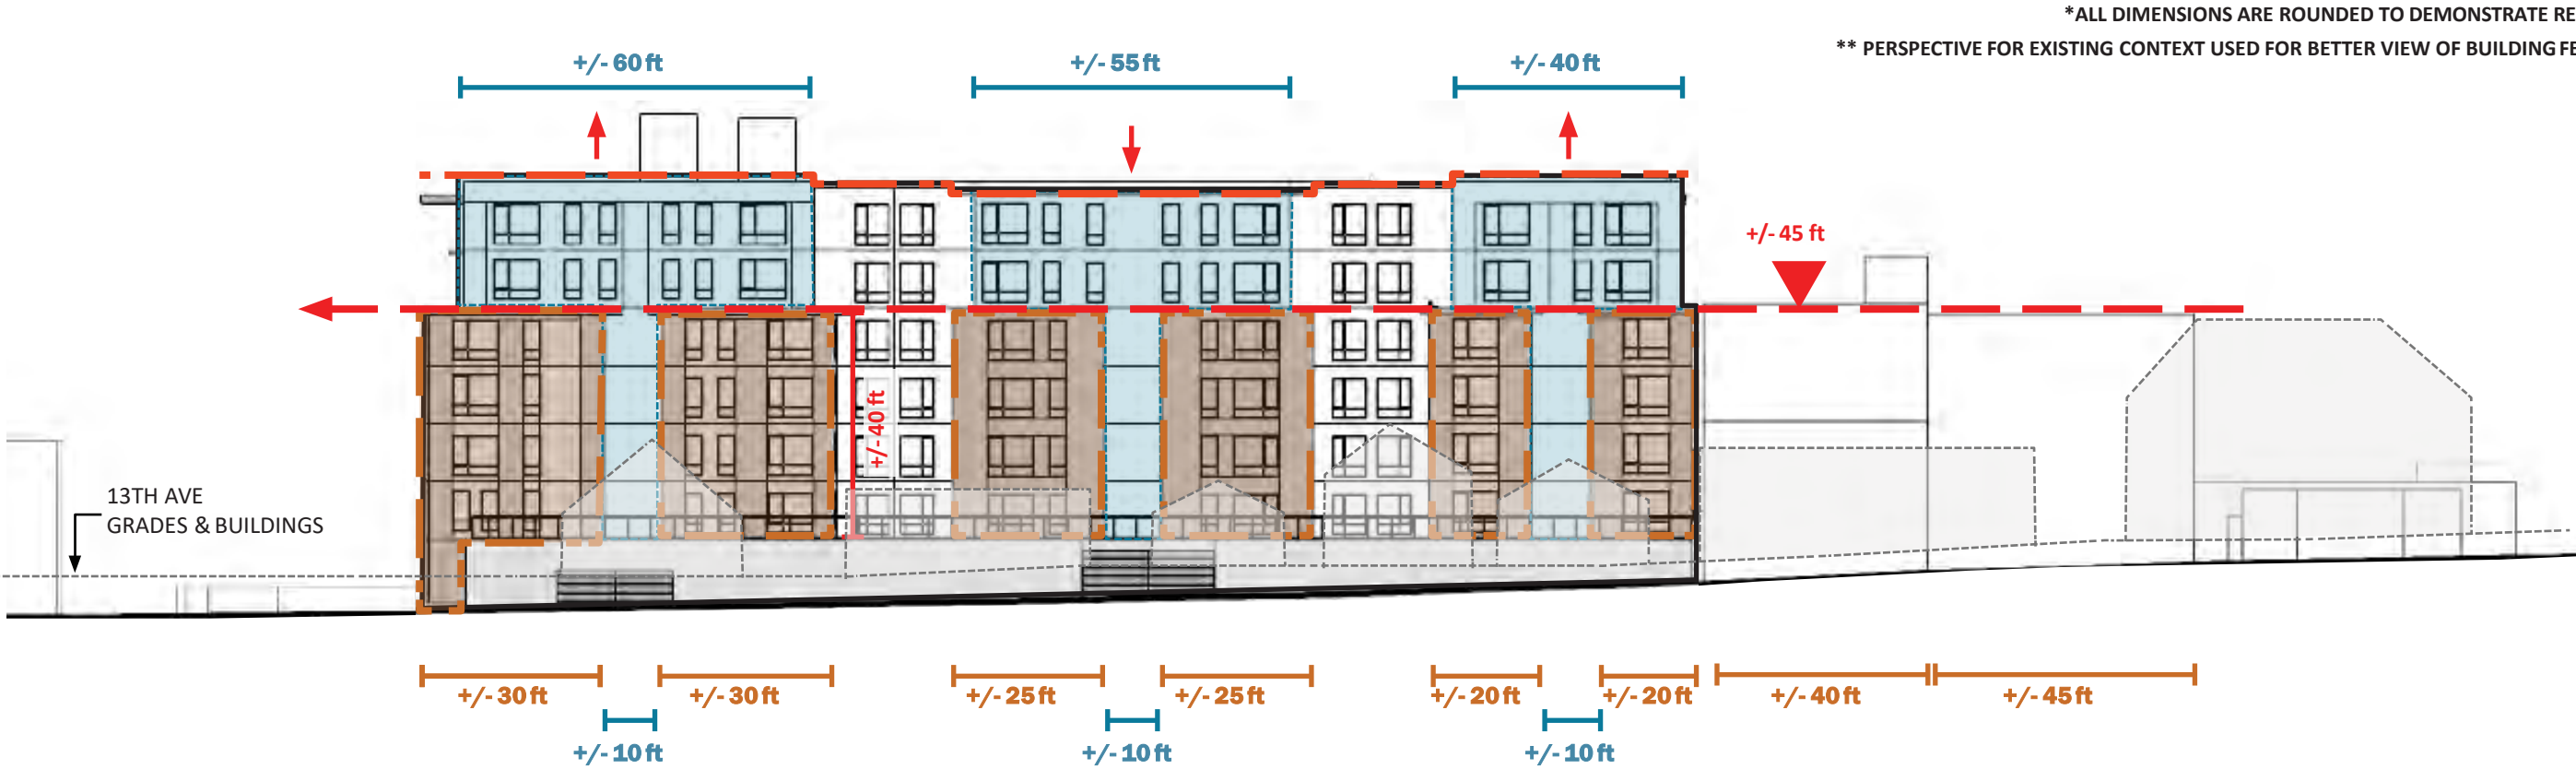 *ALL DIMENSIONS ARE ROUNDED TO DEMONSTRATE RE
** PERSPECTIVE FOR EXISTING CONTEXT USED FOR BETTER VIEW OF BUILDING FE
+/- 60 ft
+/- 55 ft
+/- 40 ft
+/- 45 ft
+/- 40 ft
13TH AVE
GRADES & BUILDINGS
+/- 30 ft
+/- 30 ft
+/- 25 ft
+/- 25 ft
+/- 20 ft
+/- 20 ft
+/- 40 ft
+/- 45 ft
+/- 10 ft
+/- 10 ft
+/- 10 ft